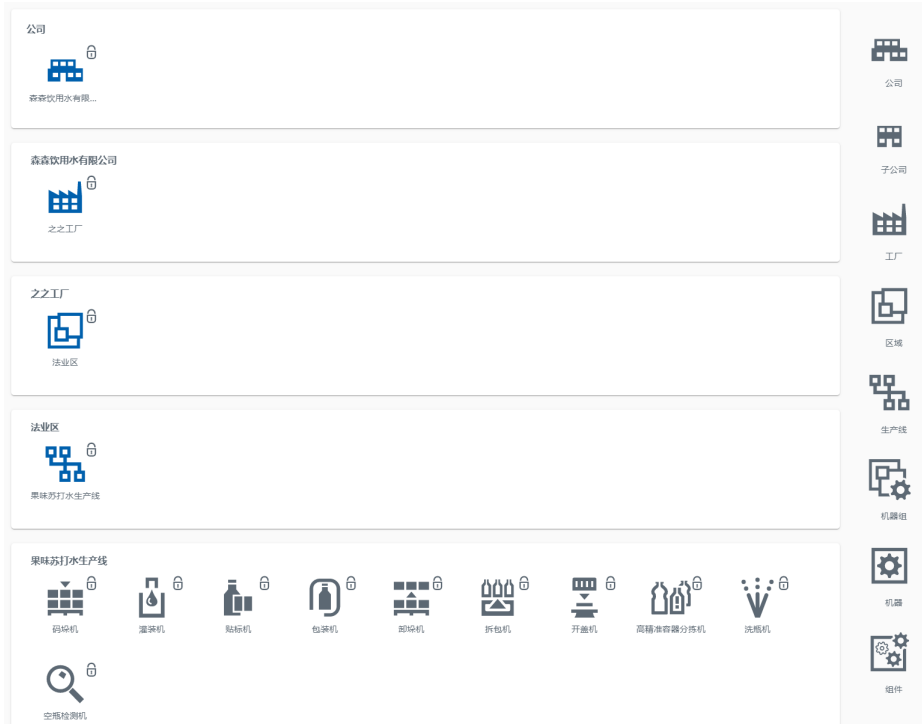 公司
森森饮用水有限...
森森饮用水有限公司
之之工厂
之之工厂
法业区
法业区
果味苏打水生产线
果味苏打水生产线
码垛机
灌装机
贴标机
包装机
卸垛机
拆包机
开盖机
高精准容器分拣机
洗瓶机
空瓶检测机
公司
子公司
工厂
区域
生产线
机器组
机器
组件